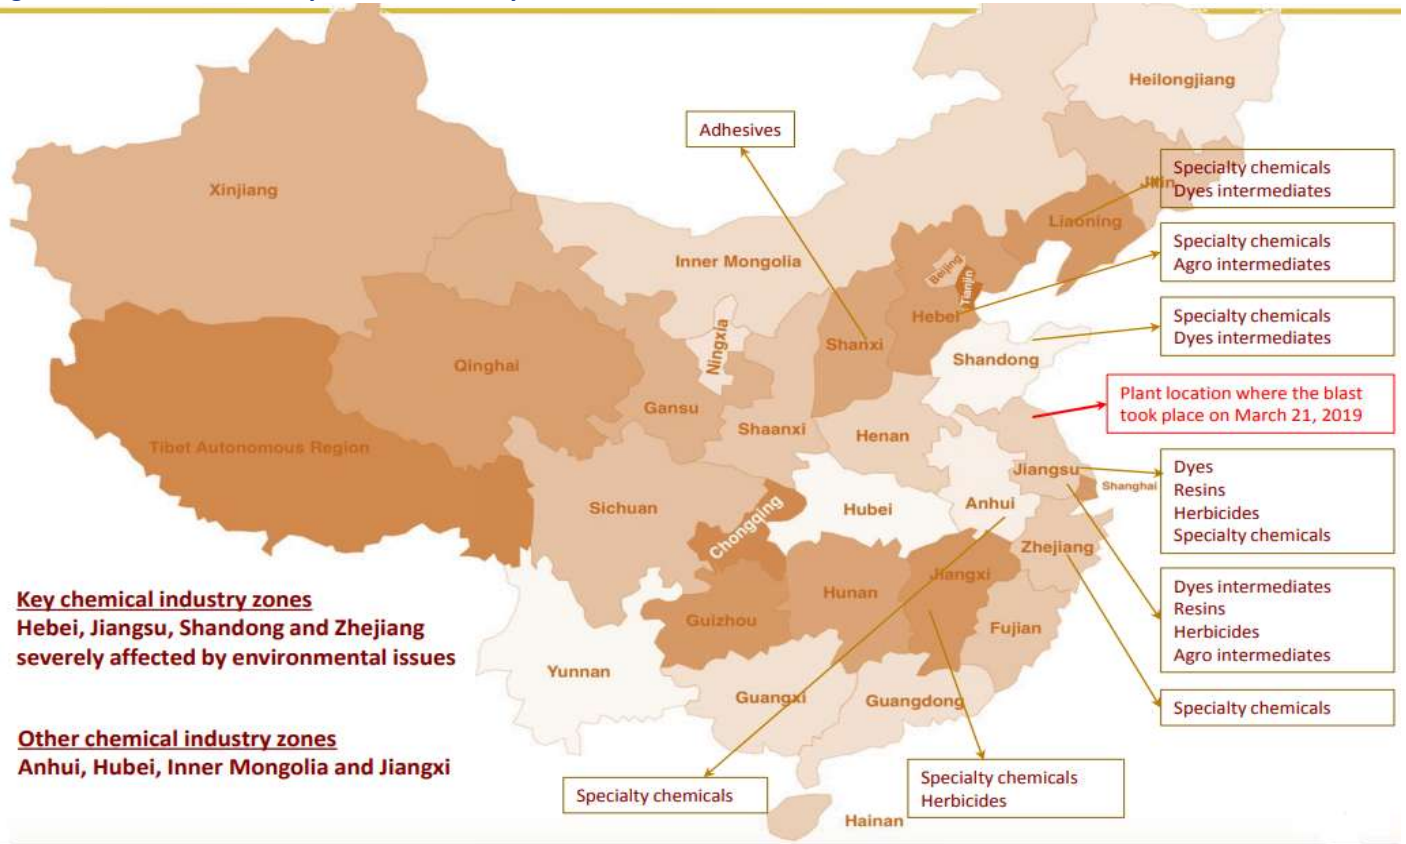 Heilongjiang
Adhesives
Specialty chemicals
Dyes intermediates
Jilin
Xinjiang
Liaoning
Specialty chemicals
Agro intermediates
Inner Mongolia
Beijing
Tianjin
Hebei
Specialty chemicals
Dyes intermediates
Ningxia
Shanxi
Shandong
Qinghai
Plant location where the blast
took place on March 21, 2019
Gansu
Shaanxi
Henan
Tibet Autonomous Region
Jiangsu
Shanghai
Dyes
Resins
Herbicides
Specialty chemicals
Sichuan
Chongqing
Hubei
Anhui
Zhejiang
Jiangxi
Dyes intermediates
Resins
Herbicides
Agro intermediates
Key chemical industry zones
Hebei, Jiangsu, Shandong and Zhejiang
severely affected by environmental issues
Hunan
Guizhou
Fujian
Yunnan
Guangxi
Guangdong
Specialty chemicals
Other chemical industry zones
Anhui, Hubei, Inner Mongolia and Jiangxi
Specialty chemicals
Specialty chemicals
Herbicides
Hainan